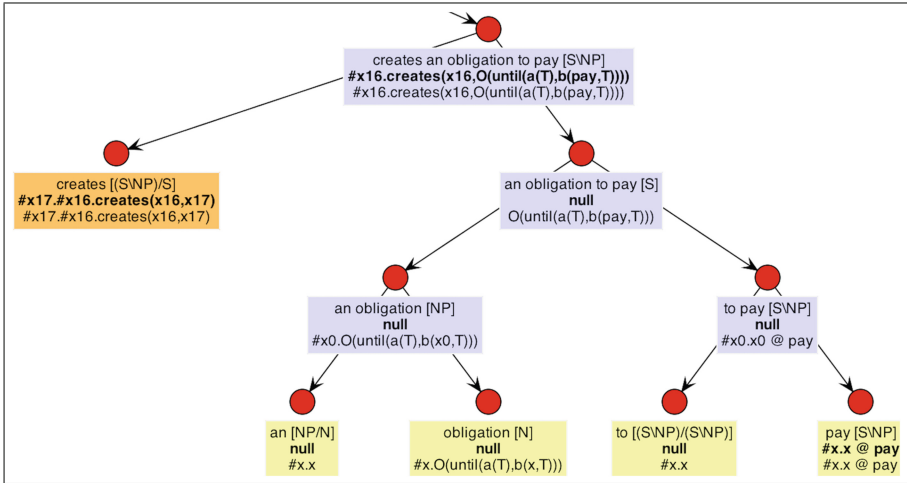 creates an obligation to pay [S\NP]
#x16.creates(x16,O(until(a(T),b(pay,T))))
#x16.creates(x16,O(until(a(T),b(pay,T))))
creates [(S\NP)/S]
#x17.#x16.creates(x16,x17)
#x17.#x16.creates(x16,x17)
an obligation to pay [S]
null
O(until(a(T),b(pay,T)))
an obligation [NP]
null
#x0.O(until(a(T),b(x0,T)))
to pay [S\NP]
null
#x0.x0 @ pay
an [NP/N]
null
#x.x
obligation [N]
null
#x.O(until(a(T),b(x,T)))
to [(S\NP)/(S\NP)]
null
#x.x
pay [S\NP]
#x.x @ pay
#x.x @ pay